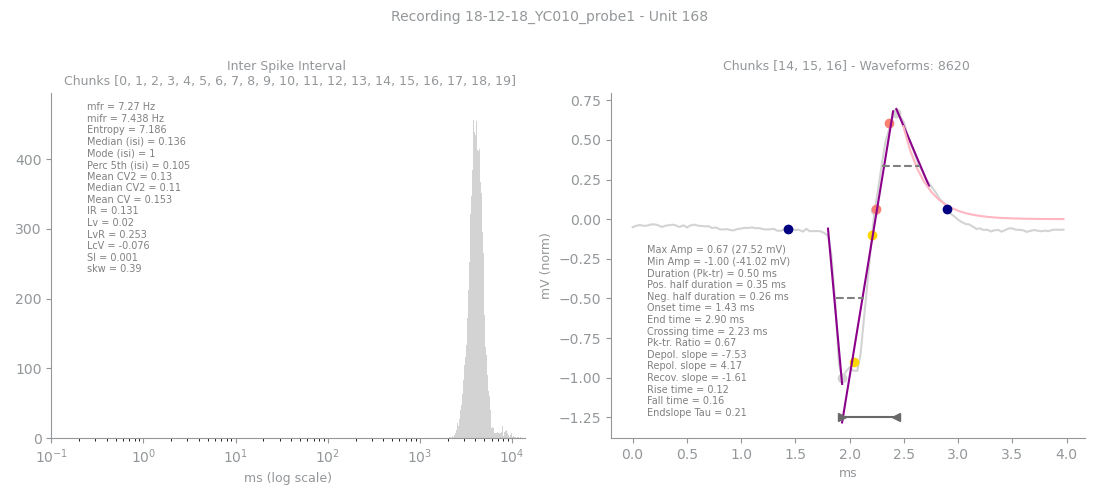 Recording 18-12-18_YC010_probe1 - Unit 168
Inter Spike Interval
Chunks [0, 1, 2, 3, 4, 5, 6, 7, 8, 9, 10, 11, 12, 13, 14, 15, 16, 17, 18, 19]
mfr = 7.27 Hz
mifr = 7.438 Hz
Entropy = 7.186
Median (isi) = 0.136
Mode (isi) = 1
Perc 5th (isi) = 0.105
Mean CV2 = 0.13
Median CV2 = 0.11
Mean CV = 0.153
IR = 0.131
Lv = 0.02
LvR = 0.253
LcV = -0.076
SI = 0.001
skw = 0.39
400
300
200
100
0
10⁻¹ 10⁰ 10¹ 10² 10³ 10⁴
ms (log scale)
Chunks [14, 15, 16] - Waveforms: 8620
mV (norm)
0.75
0.50
0.25
0.00
−0.25
−0.50
−0.75
−1.00
−1.25
Max Amp = 0.67 (27.52 mV)
Min Amp = -1.00 (-41.02 mV)
Duration (Pk-tr) = 0.50 ms
Pos. half duration = 0.35 ms
Neg. half duration = 0.26 ms
Onset time = 1.43 ms
End time = 2.90 ms
Crossing time = 2.23 ms
Pk-tr. Ratio = 0.67
Depol. slope = -7.53
Repol. slope = 4.17
Recov. slope = -1.61
Rise time = 0.12
Fall time = 0.16
Endslope Tau = 0.21
0.0 0.5 1.0 1.5 2.0 2.5 3.0 3.5 4.0
ms